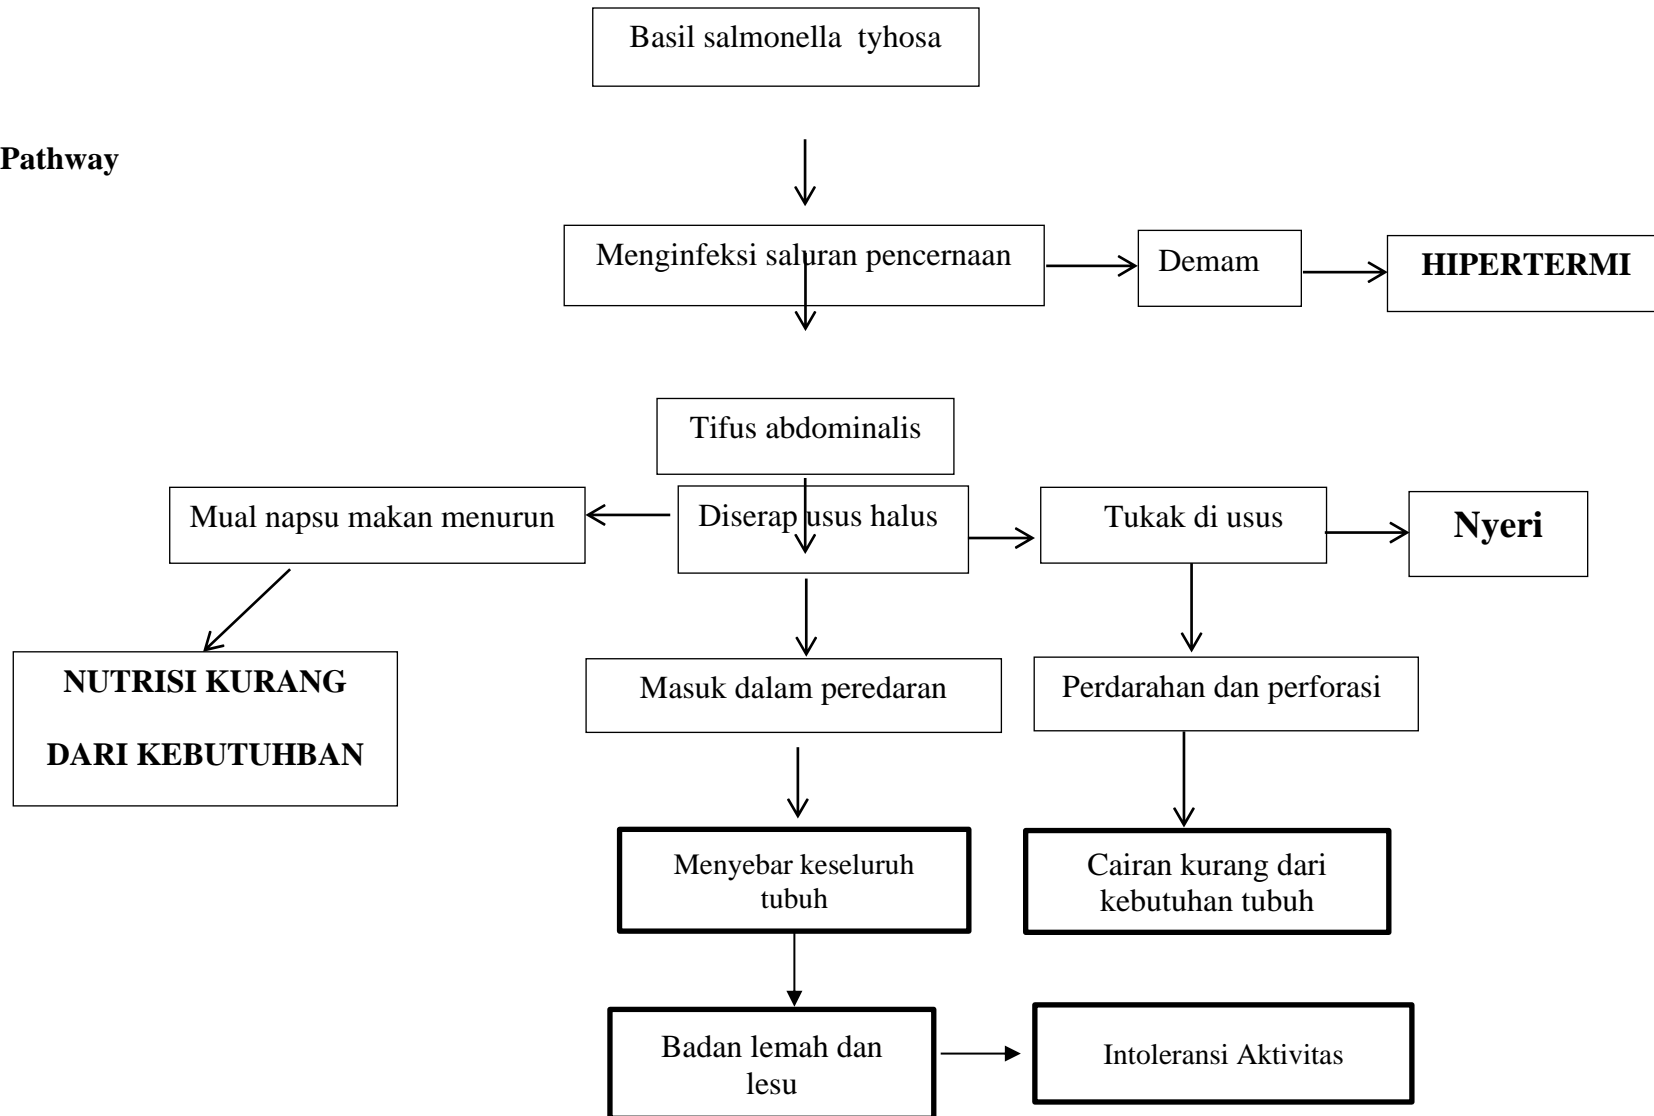 Basil salmonella  tyhosa
Pathway
Menginfeksi saluran pencernaan
Demam
HIPERTERMI
Tifus abdominalis
Mual napsu makan menurun
Diserap usus halus
Tukak di usus
Nyeri
NUTRISI KURANG
DARI KEBUTUHBAN
Masuk dalam peredaran
Perdarahan dan perforasi
Menyebar keseluruh
tubuh
Cairan kurang dari
kebutuhan tubuh
Badan lemah dan
lesu
Intoleransi Aktivitas